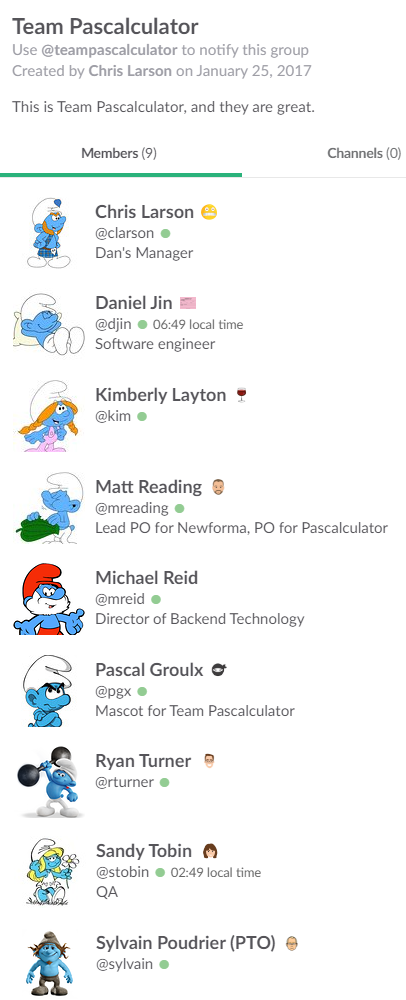 Team Pascalculator
Use @teampascalculator to notify this group
Created by Chris Larson on January 25, 2017
This is Team Pascalculator, and they are great.
Members (9)
Channels (0)
Chris Larson
@clarson
Dan's Manager
Daniel Jin
@djin 06:49 local time
Software engineer
Kimberly Layton
@kim
Matt Reading
@mreading
Lead PO for Newforma, PO for Pascalculator
Michael Reid
@mreid
Director of Backend Technology
Pascal Groulx
@pgx
Mascot for Team Pascalculator
Ryan Turner
@rturner
Sandy Tobin
@stobin 02:49 local time
QA
Sylvain Poudrier (PTO)
@sylvain